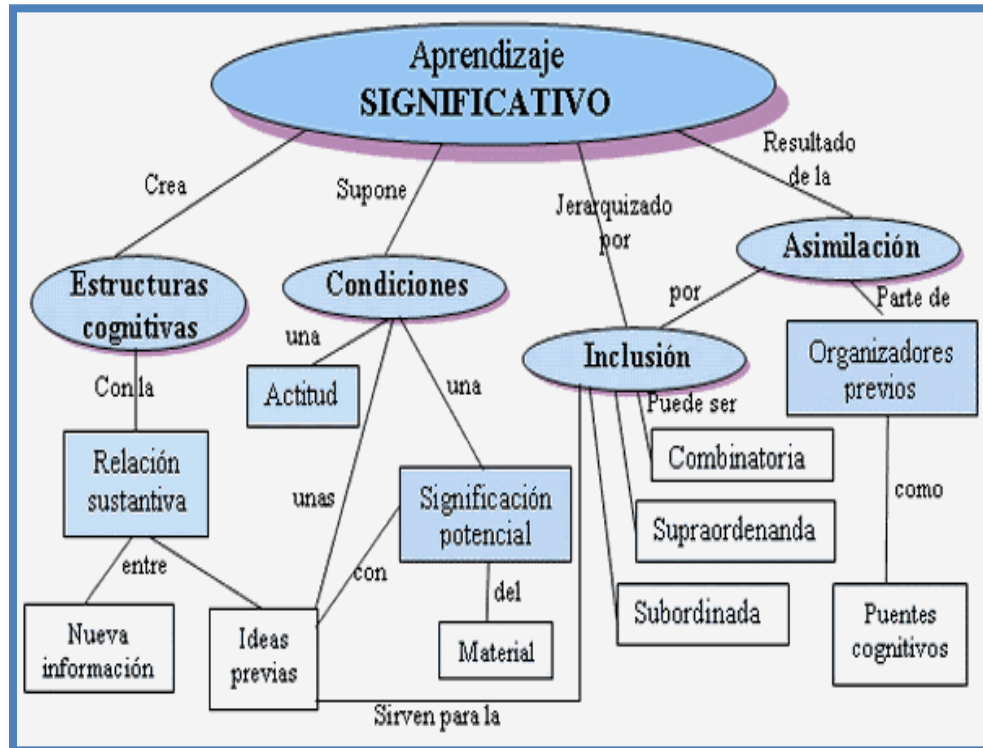 Aprendizaje
SIGNIFICATIVO
Crea
Supone
Jerarquizado
por
Resultado
de la
Estructuras
cognitivas
Condiciones
Asimilación
por
Parte de
Inclusión
Organizadores
previos
una
Actitud
una
Con la
Puede ser
Combinatoria
Relación
sustantiva
unas
Significación
potencial
como
Supraordenanda
entre
con
del
Subordinada
Nueva
información
Ideas
previas
Material
Puentes
cognitivos
Sirven para la